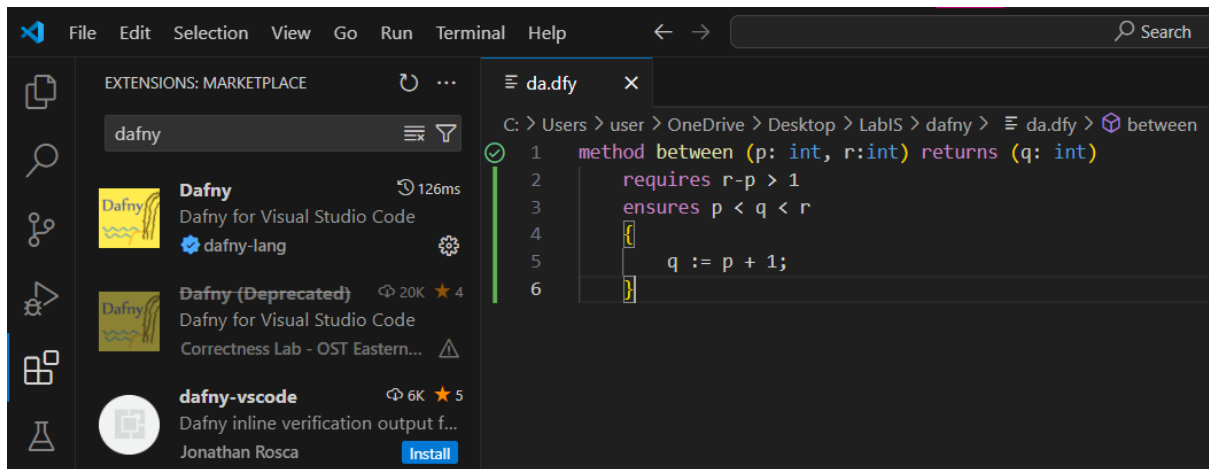 File Edit Selection View Go Run Terminal Help Search
EXTENSIONS: MARKETPLACE
dafny
Dafny
Dafny 126ms
Dafny for Visual Studio Code
dafny-lang
Dafny
Dafny (Deprecated) 20K 4
Dafny for Visual Studio Code
Correctness Lab - OST Eastern...
dafny-vscode 6K 5
Dafny inline verification output f...
Jonathan Rosca Install
da.dfy
C: > Users > user > OneDrive > Desktop > LabIS > dafny > da.dfy > between
1 method between (p: int, r:int) returns (q: int)
2 requires r-p > 1
3 ensures p < q < r
4 {
5 q := p + 1;
6 }